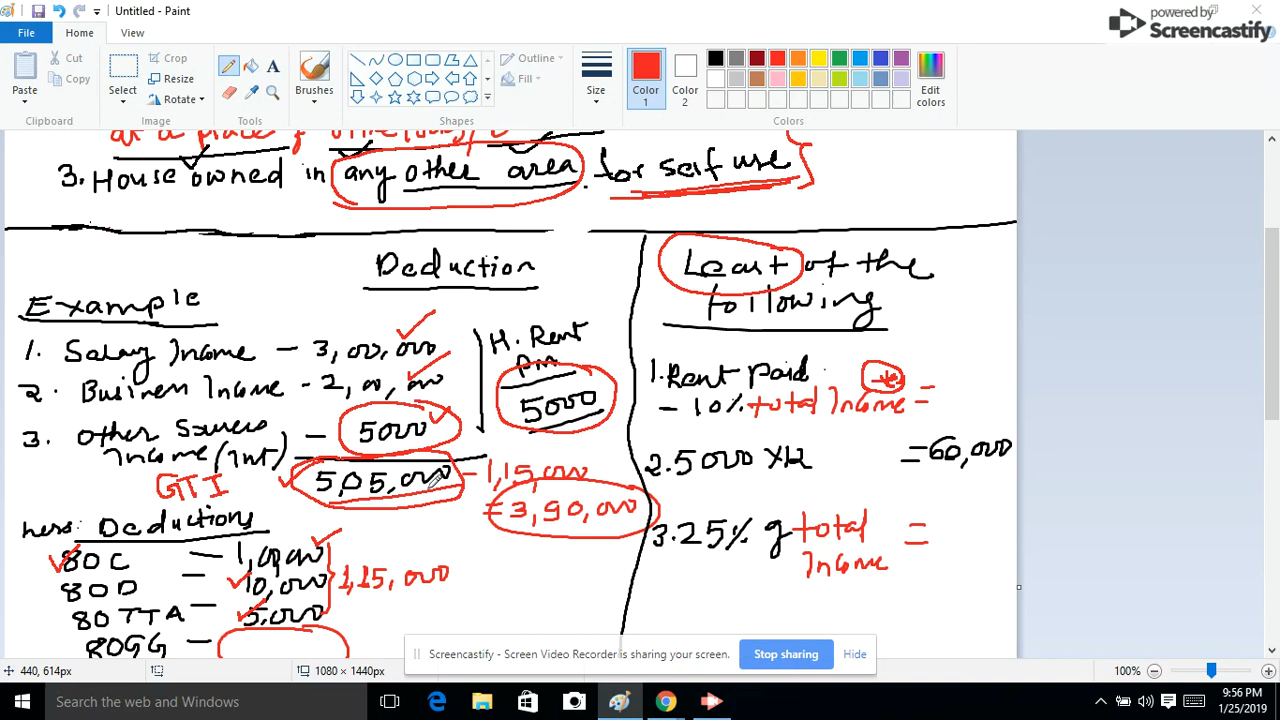 Untitled - Paint
powered by
Screencastify
File
Home
View
Paste
Cut
Copy
Clipboard
Select
Crop
Resize
Rotate
Image
A
Tools
Brushes
Outline
Fill
Shapes
Size
Color 1
Color 2
Edit colors
Colors
at a place of
3. House owned in any other area for self use
Deduction
Example
1. Salary Income - 3,00,000
2. Business Income - 2,00,000
3. Other Sources Income (Int) - 5000
H. Rent
pm
5000
GTI 5,05,000 - 1,15,000
= 3,90,000
Less: Deductions
80C - 1,00,000
80D - 10,000
80TTA - 5,000
1,15,000
80GG -
Least of the
following
1. Rent Paid
- 10% total Income =
2. 5000 X12 = 60,000
3. 25% of total
Income =
Screencastify - Screen Video Recorder is sharing your screen.
Stop sharing
Hide
440, 614px
1080 × 1440px
100%
Search the web and Windows
9:56 PM
1/25/2019